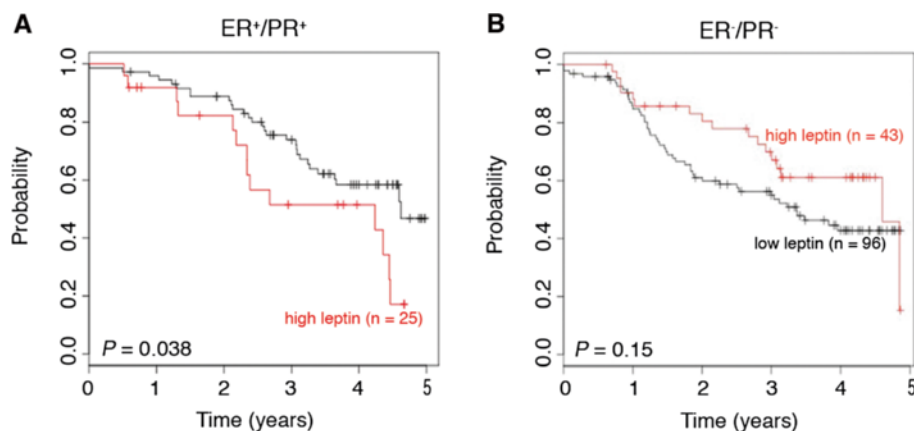 A
ER⁺/PR⁺
Probability
1.0
0.8
0.6
0.4
0.2
0.0
high leptin (n = 25)
P = 0.038
0 1 2 3 4 5
Time (years)
B
ER⁻/PR⁻
Probability
1.0
0.8
0.6
0.4
0.2
0.0
high leptin (n = 43)
low leptin (n = 96)
P = 0.15
0 1 2 3 4 5
Time (years)